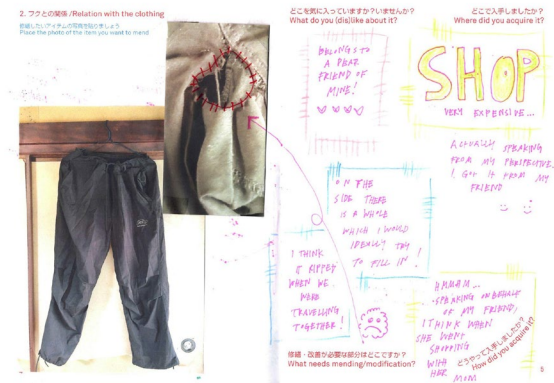 2. フクとの関係 /Relation with the clothing
修繕したいアイテムの写真を貼りましょう
Place the photo of the item you want to mend
どこを気に入っていますか？いませんか？
What do you (dis)like about it?
BELONGS TO
A DEAR
FRIEND OF
MINE!
どこで入手しましたか？
Where did you acquire it?
SHOP
VERY EXPENSIVE...
ACTUALLY SPEAKING
FROM MY PERSPECTIVE,
I GOT IT FROM MY
FRIEND
ON THE
SIDE THERE
IS A WHOLE
WHICH I WOULD
IDEALLY TRY
TO FILL IN!
I THINK
IT RIPPED
WHEN WE
WERE
TRAVELLING
TOGETHER!
修繕・改着が必要な部分はどこですか？
What needs mending/modification?
HMMAM...
SPEAKING ON BEHALF
OF MY FRIEND,
I THINK WHEN
SHE WENT
SHOPPING
WITH
HER
MOM
どうやって入手しましたか？
How did you acquire it?
5